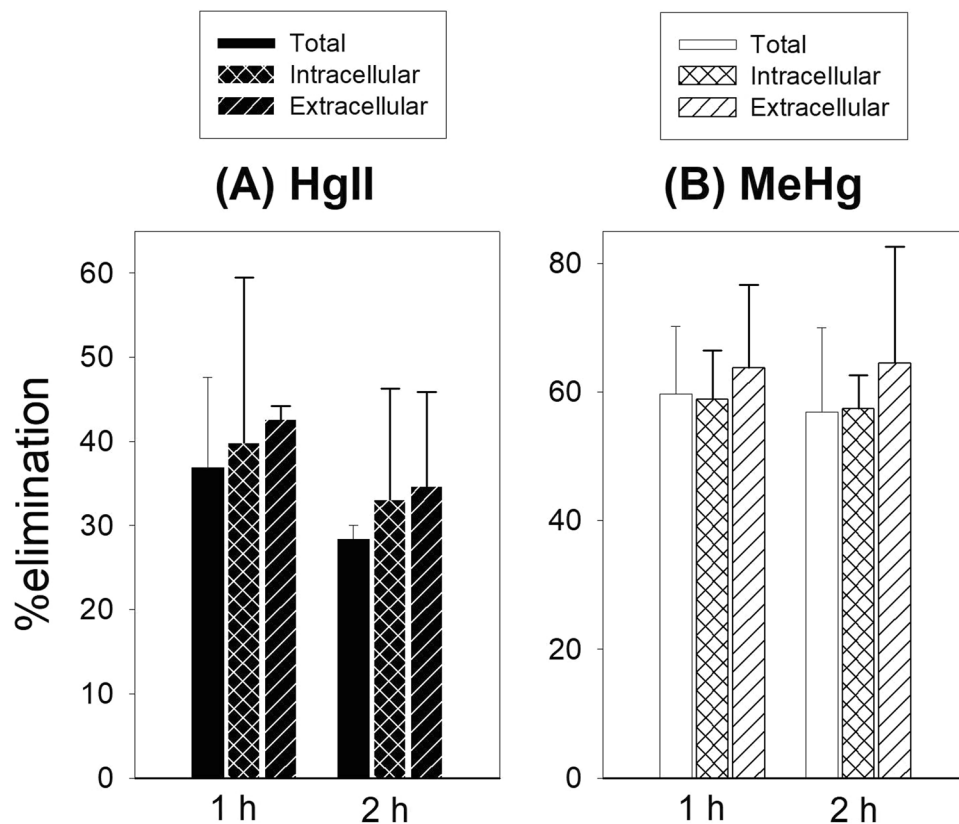 Total
Intracellular
Extracellular
Total
Intracellular
Extracellular
(A) HgII
(B) MeHg
%elimination
60
50
40
30
20
10
0
1 h
2 h
80
60
40
20
0
1 h
2 h